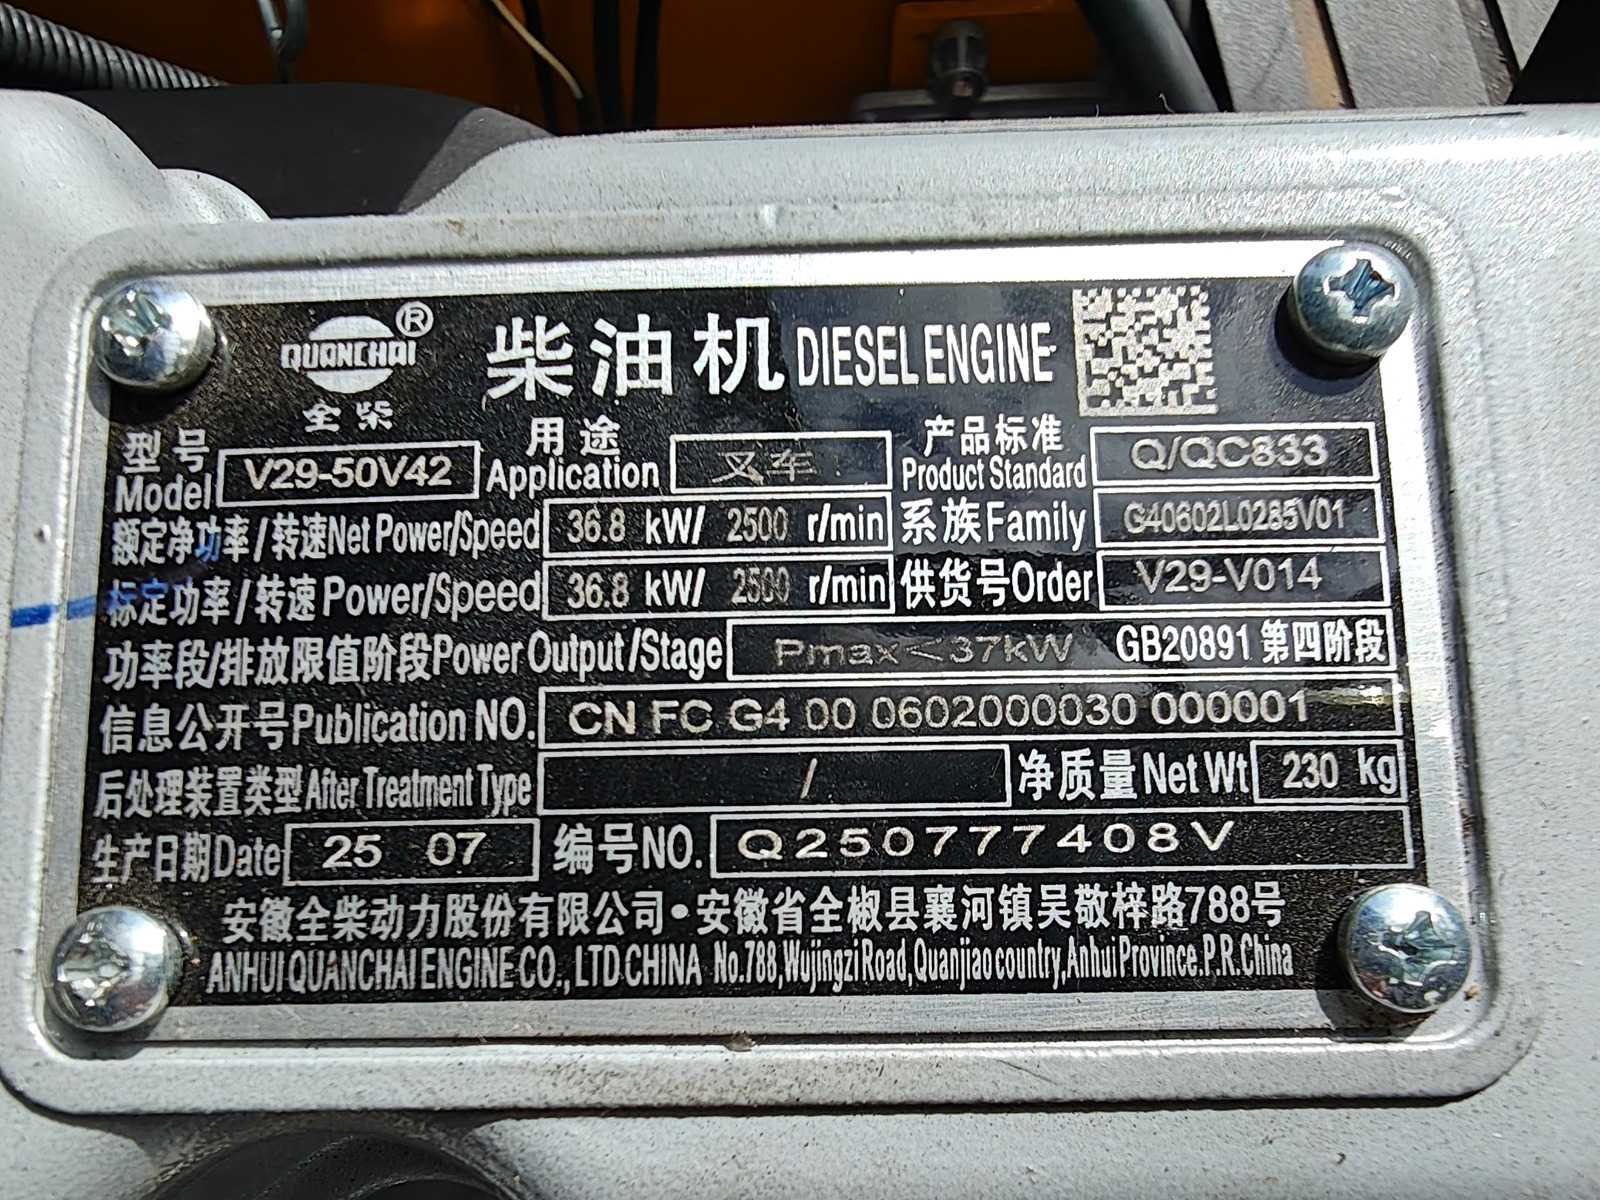 QUANCHAI ®
全柴
柴油机 DIESEL ENGINE
型号 Model V29-50V42 用途 Application 叉车 产品标准 Product Standard Q/QC833
额定净功率/转速Net Power/Speed 36.8 kW/ 2500 r/min 系族Family G40602L0285V01
标定功率/转速Power/Speed 36.8 kW/ 2500 r/min 供货号Order V29-V014
功率段/排放限值阶段Power Output/Stage Pmax<37kW GB20891 第四阶段
信息公开号Publication NO. CN FC G4 00 0602000030 000001
后处理装置类型After Treatment Type / 净质量Net Wt 230 kg
生产日期Date 25 07 编号NO. Q250777408V
安徽全柴动力股份有限公司•安徽省全椒县襄河镇吴敬梓路788号
ANHUI QUANCHAI ENGINE CO., LTD.CHINA No.788,Wujingzi Road,Quanjiao country,Anhui Province.P.R.China